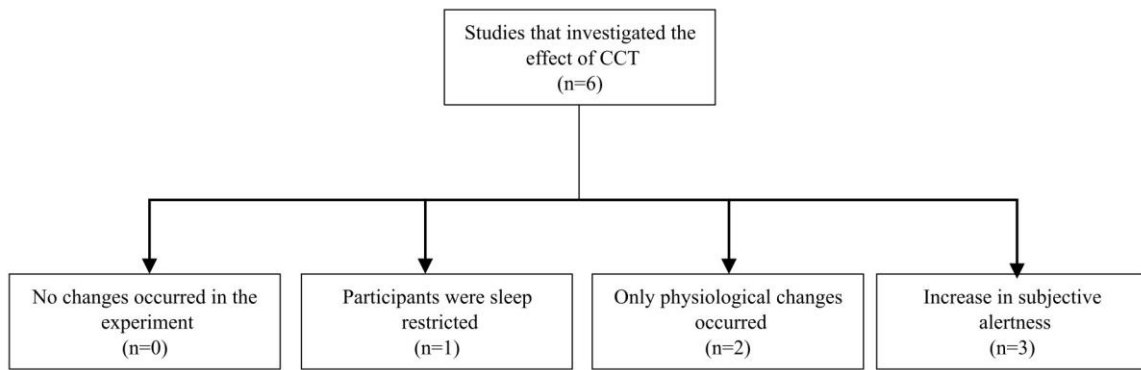 Studies that investigated the
effect of CCT
(n=6)
No changes occurred in the
experiment
(n=0)
Participants were sleep
restricted
(n=1)
Only physiological changes
occurred
(n=2)
Increase in subjective
alertness
(n=3)